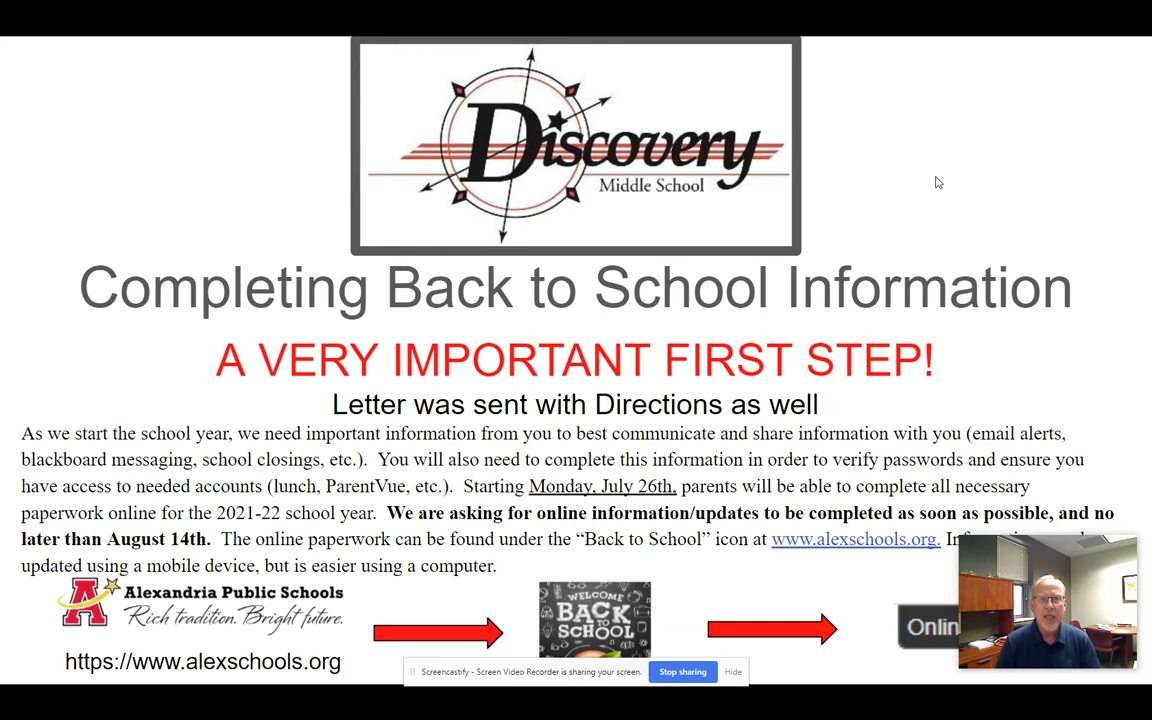 Discovery
Middle School
Completing Back to School Information
A VERY IMPORTANT FIRST STEP!
Letter was sent with Directions as well
As we start the school year, we need important information from you to best communicate and share information with you (email alerts,
blackboard messaging, school closings, etc.).  You will also need to complete this information in order to verify passwords and ensure you
have access to needed accounts (lunch, ParentVue, etc.).  Starting Monday, July 26th, parents will be able to complete all necessary
paperwork online for the 2021-22 school year.  We are asking for online information/updates to be completed as soon as possible, and no
later than August 14th.  The online paperwork can be found under the “Back to School” icon at www.alexschools.org.
updated using a mobile device, but is easier using a computer.
A Alexandria Public Schools
Rich tradition. Bright future.
https://www.alexschools.org
WELCOME
BACK
TO
SCHOOL
Onlin
Screencastify - Screen Video Recorder is sharing your screen.
Stop sharing
Hide